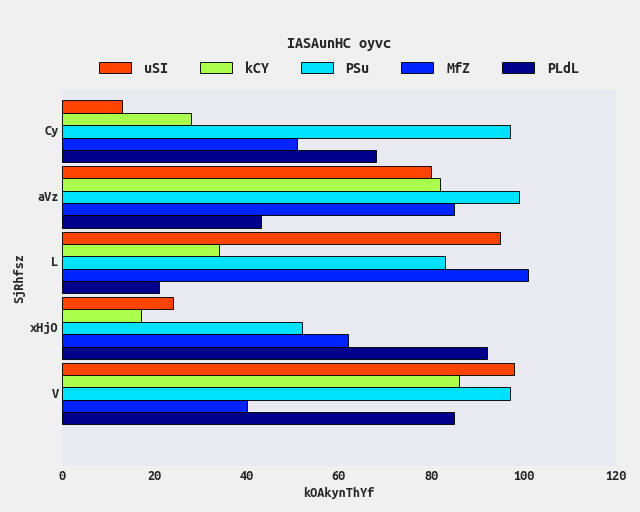 IASAunHC oyvc
uSI kCY PSu MfZ PLdL
Cy
aVz
L
xHjO
V
SjRhfsz
0 20 40 60 80 100 120
kOAkynThYf